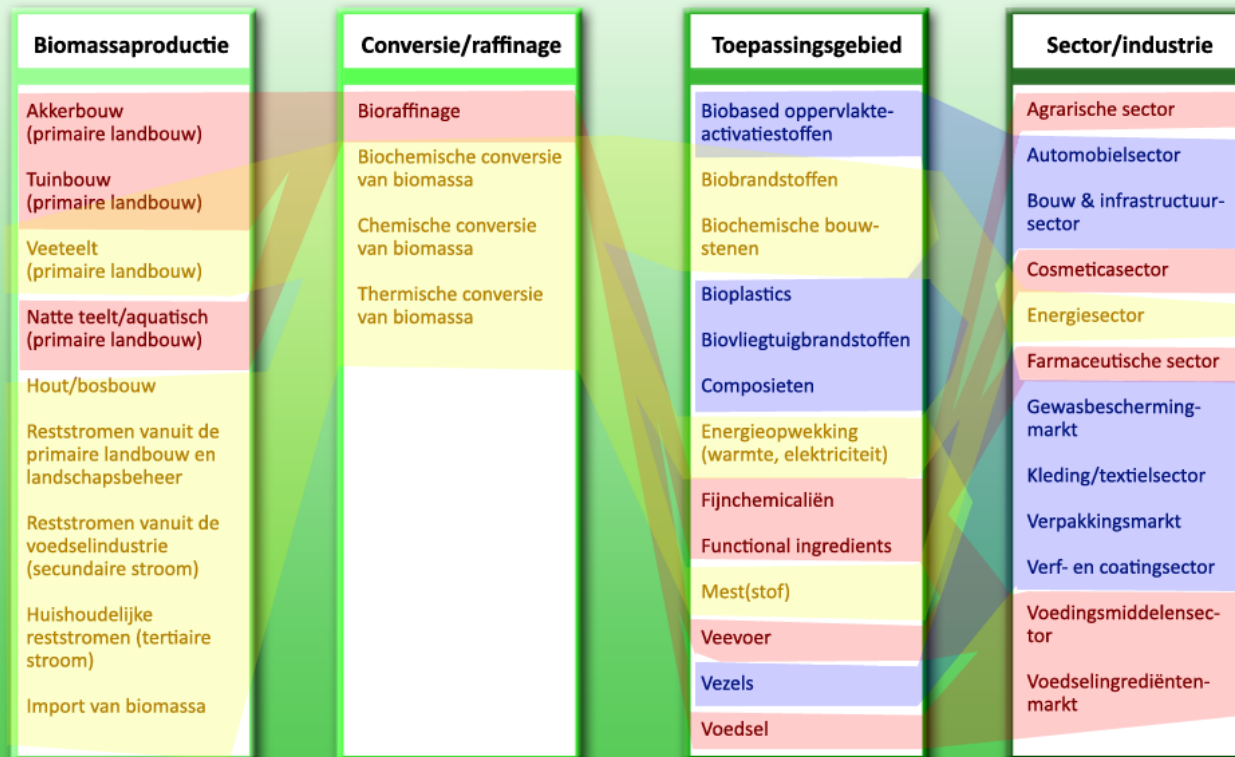 Biomassaproductie
Akkerbouw
(primaire landbouw)
Tuinbouw
(primaire landbouw)
Veeteelt
(primaire landbouw)
Natte teelt/aquatisch
(primaire landbouw)
Hout/bosbouw
Reststromen vanuit de
primaire landbouw en
landschapsbeheer
Reststromen vanuit de
voedselindustrie
(secundaire stroom)
Huishoudelijke
reststromen (tertiaire
stroom)
Import van biomassa
Conversie/raffinage
Bioraffinage
Biochemische conversie
van biomassa
Chemische conversie
van biomassa
Thermische conversie
van biomassa
Toepassingsgebied
Biobased oppervlakte-
activatiestoffen
Biobrandstoffen
Biochemische bouw-
stenen
Bioplastics
Biovliegtuigbrandstoffen
Composieten
Energieopwekking
(warmte, elektriciteit)
Fijnchemicaliën
Functional ingredients
Mest(stof)
Veevoer
Vezels
Voedsel
Sector/industrie
Agrarische sector
Automobielsector
Bouw & infrastructuur-
sector
Cosmeticasector
Energiesector
Farmaceutische sector
Gewasbescherming-
markt
Kleding/textielsector
Verpakkingsmarkt
Verf- en coatingsector
Voedingsmiddelensec-
tor
Voedselingrediënten-
markt